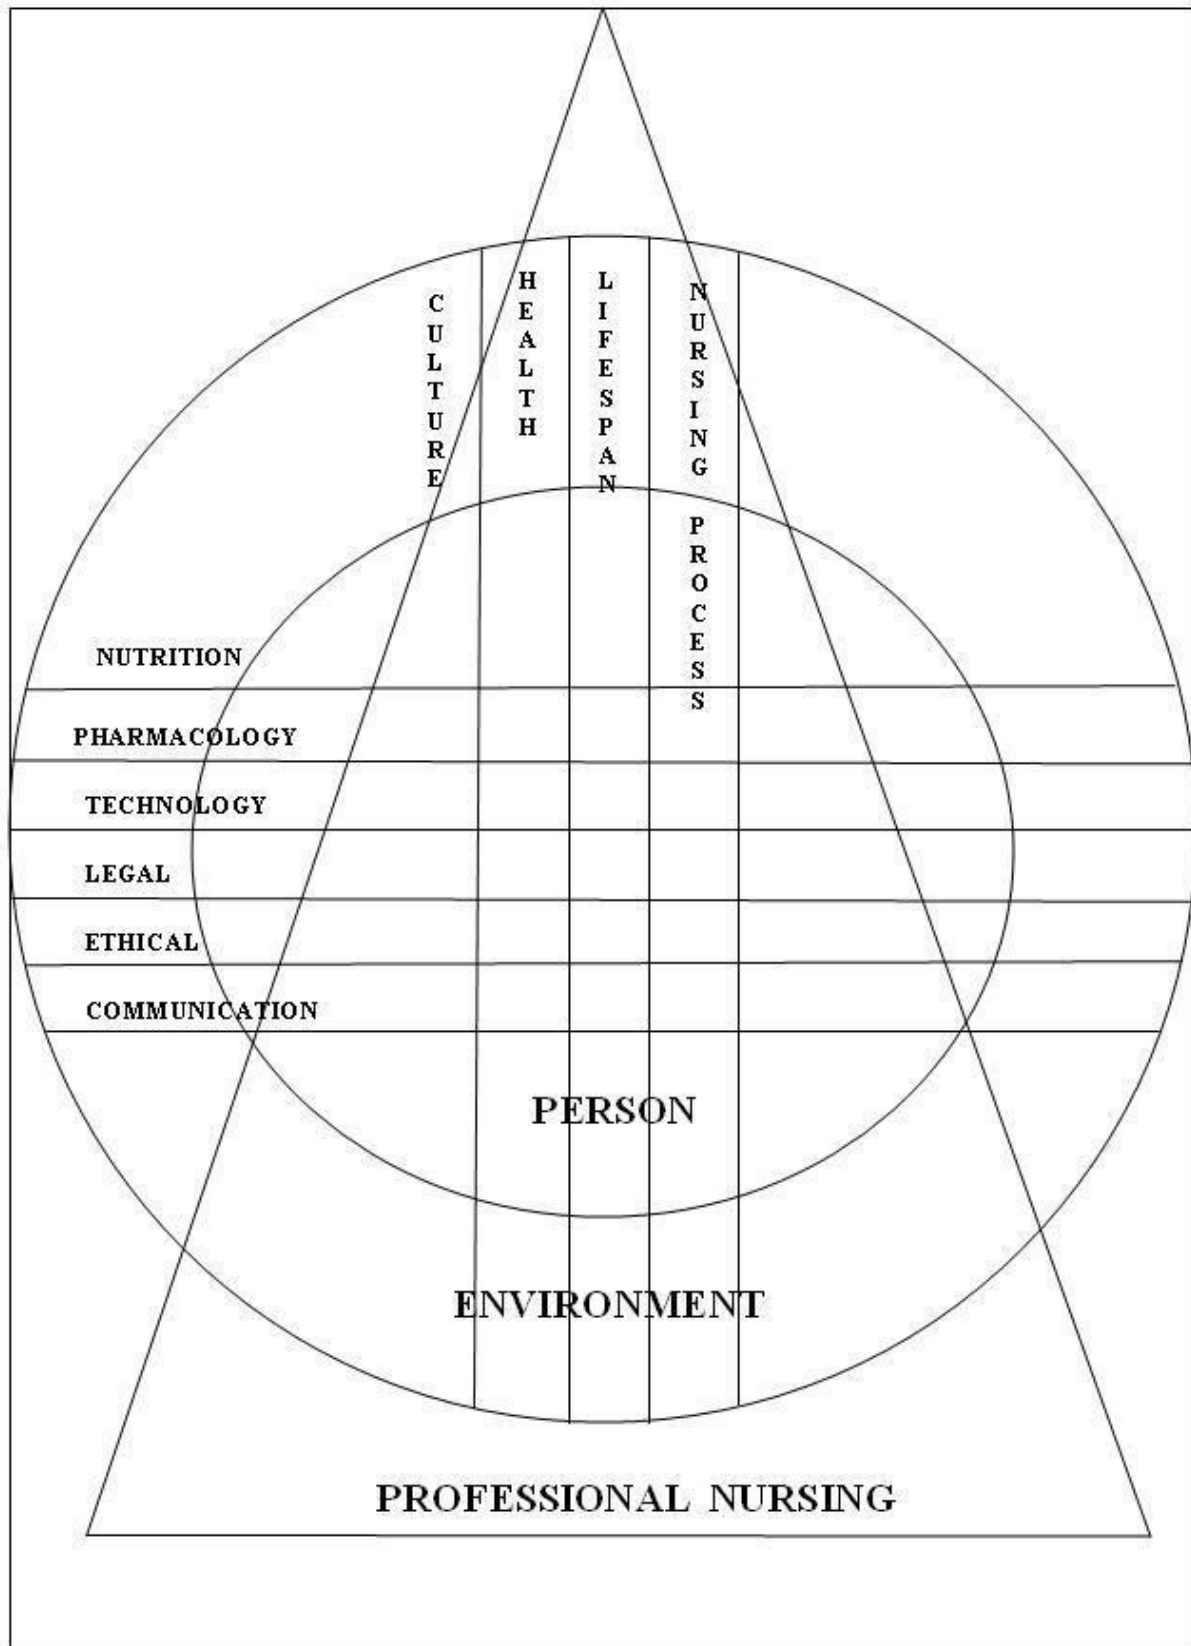 CULTURE
HEALTH
LIFESPAN
NURSING PROCESS
NUTRITION
PHARMACOLOGY
TECHNOLOGY
LEGAL
ETHICAL
COMMUNICATION
PERSON
ENVIRONMENT
PROFESSIONAL NURSING